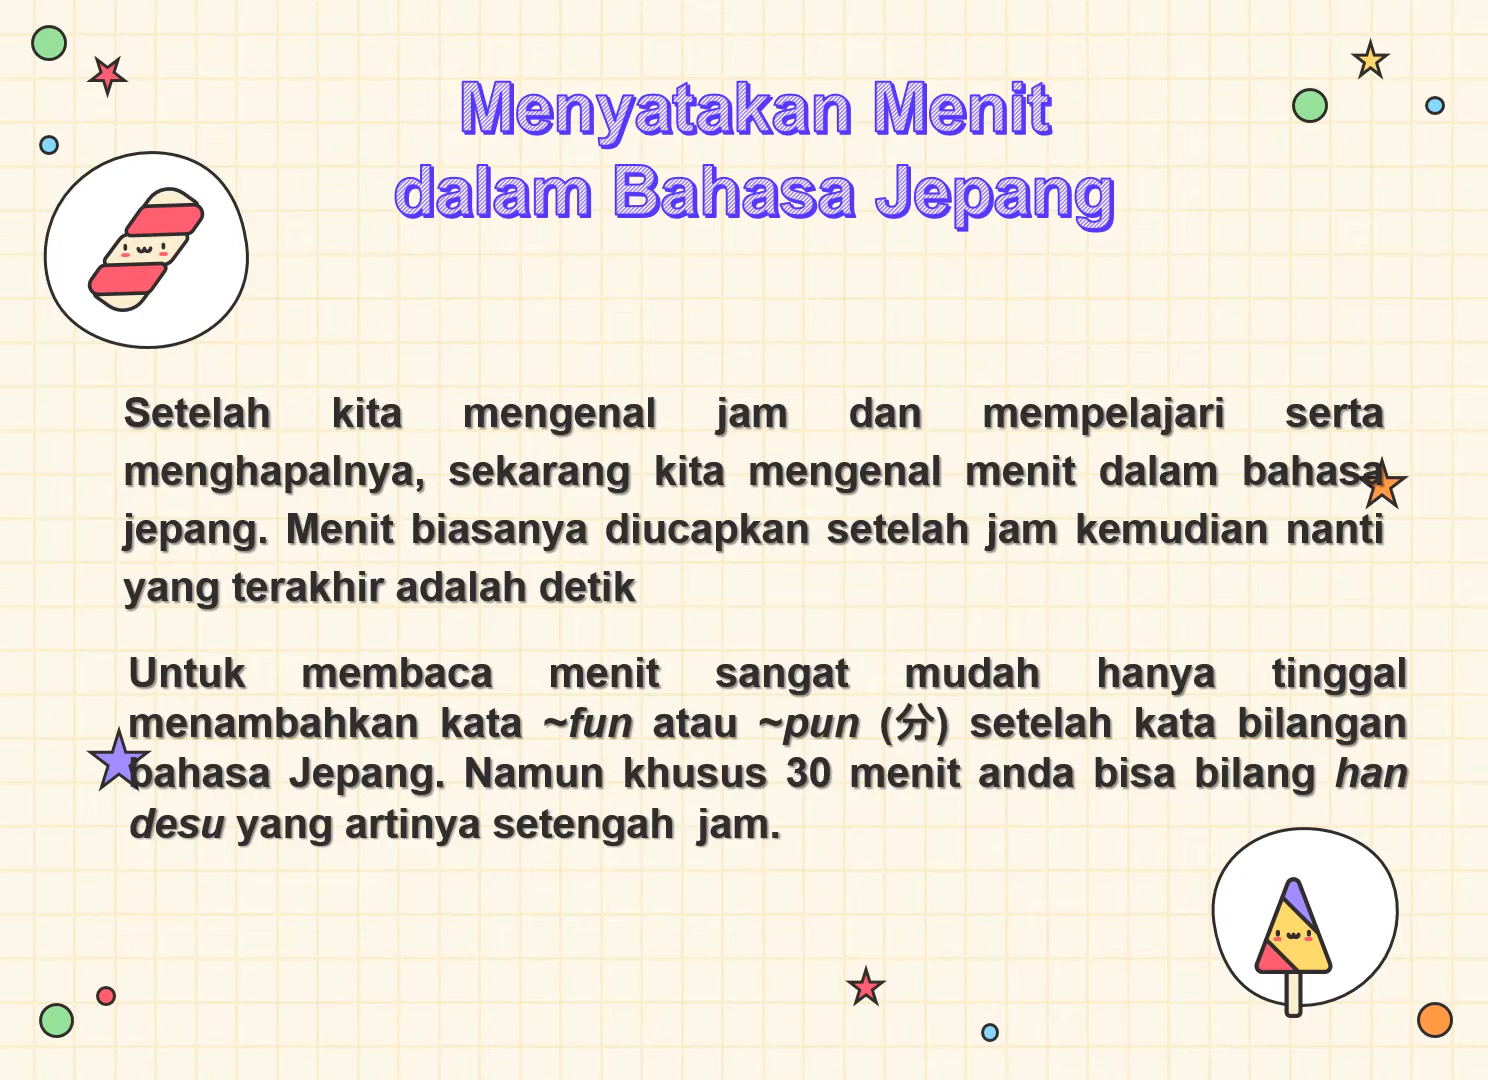 Menyatakan Menit
dalam Bahasa Jepang
Setelah kita mengenal jam dan mempelajari serta
menghapalnya, sekarang kita mengenal menit dalam bahasa
jepang. Menit biasanya diucapkan setelah jam kemudian nanti
yang terakhir adalah detik
Untuk membaca menit sangat mudah hanya tinggal
menambahkan kata ~fun atau ~pun (分) setelah kata bilangan
bahasa Jepang. Namun khusus 30 menit anda bisa bilang han
desu yang artinya setengah jam.